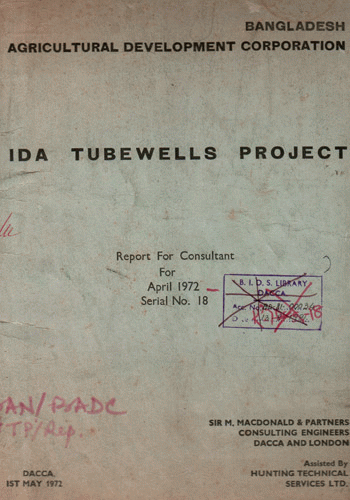 BANGLADESH
AGRICULTURAL DEVELOPMENT CORPORATION
IDA TUBEWELLS PROJECT
Report For Consultant
For
April 1972
Serial No. 18
B. I. D. S. LIBRARY
DACCA
SIR M. MACDONALD & PARTNERS
CONSULTING ENGINEERS
DACCA AND LONDON
Assisted By
HUNTING TECHNICAL
SERVICES LTD.
DACCA
1ST MAY 1972